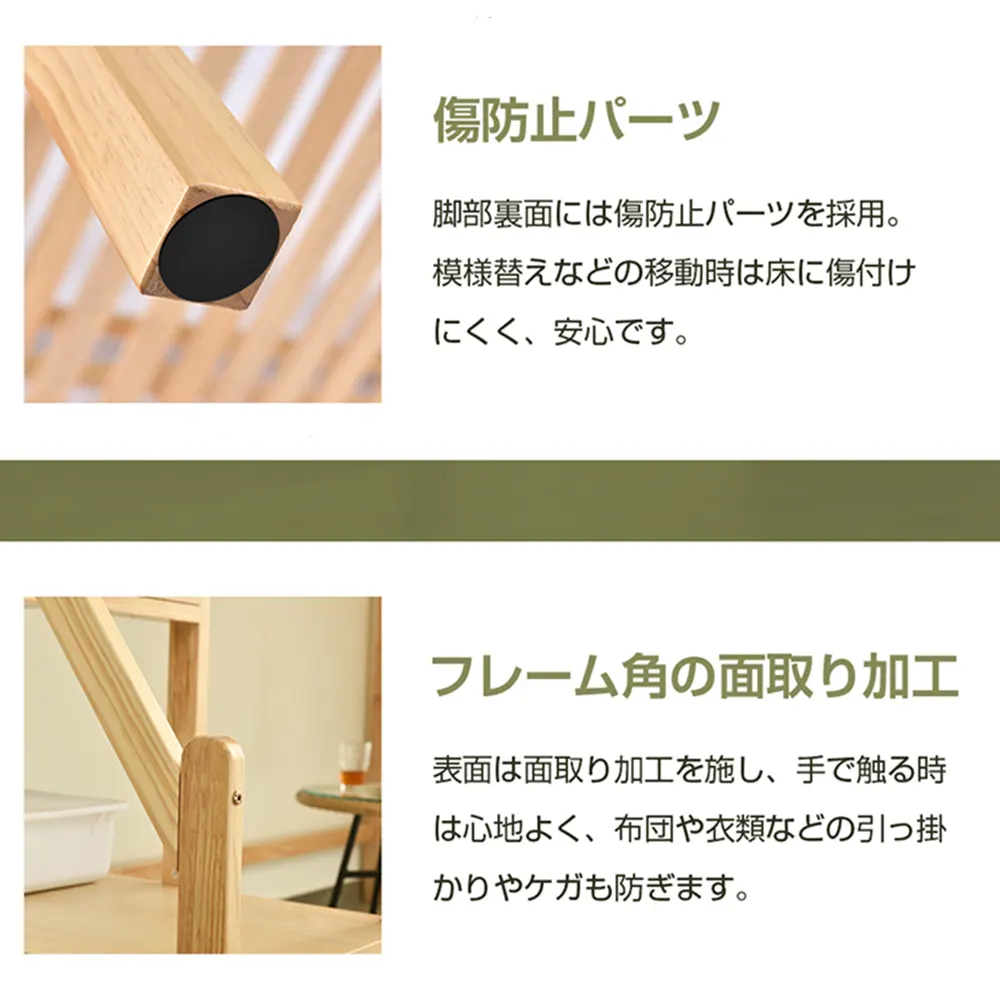 傷防止パーツ
脚部裏面には傷防止パーツを採用。
模様替えなどの移動時は床に傷付け
にくく、安心です。
フレーム角の面取り加工
表面は面取り加工を施し、手で触る時
は心地よく、布団や衣類などの引っ掛
かりやケガも防ぎます。